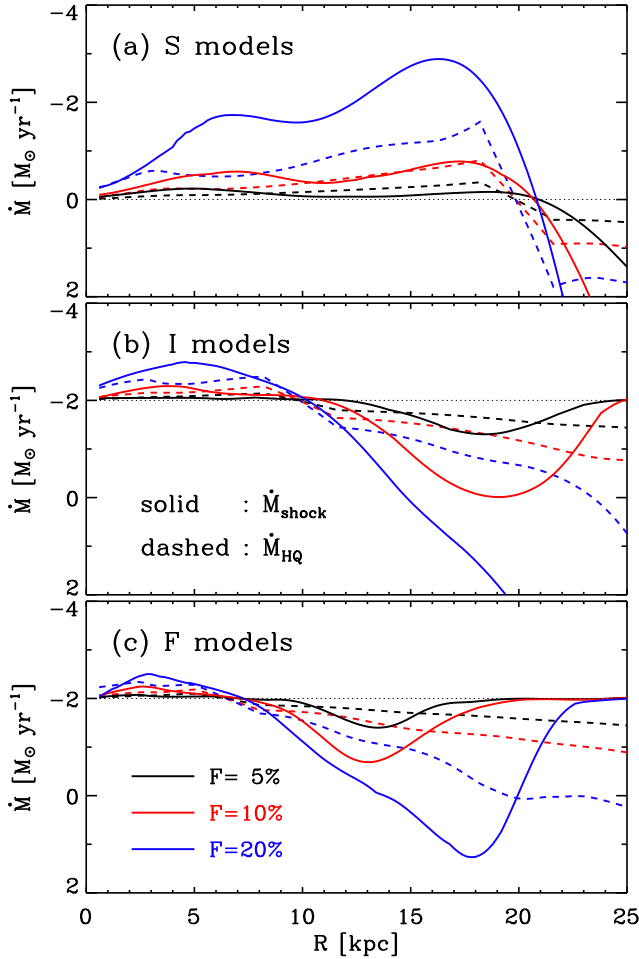 (a) S models
−4
−2
0
2
Ṁ [M⊙ yr⁻¹]
(b) I models
−4
−2
0
2
Ṁ [M⊙ yr⁻¹]
solid : Ṁshock
dashed : ṀHQ
(c) F models
−4
−2
0
2
Ṁ [M⊙ yr⁻¹]
F= 5%
F=10%
F=20%
0 5 10 15 20 25
R [kpc]